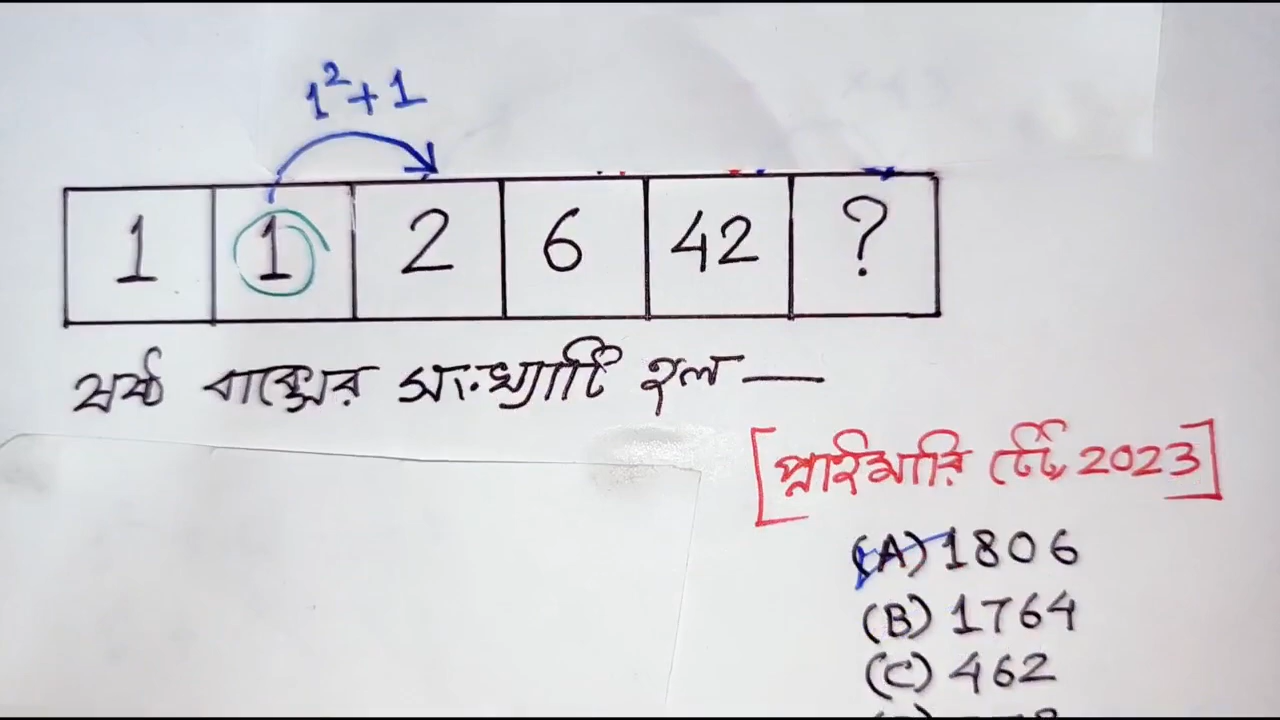 1²+1
1 1 2 6 42 ?
ষষ্ঠ বাক্সের সংখ্যাটি হল —
[প্রাইমারি টেট 2023]
(A) 1806
(B) 1764
(C) 462